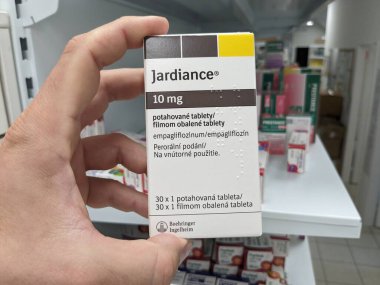 Jardiance®
10 mg
potahované tablety/
filmom obalené tablety
empagliflozinum/empagliflozín
Perorální podání/
Na vnútorné použitie.
30 x 1 potahovaná tableta/
30 x 1 filmom obalená tableta
Boehringer
Ingelheim